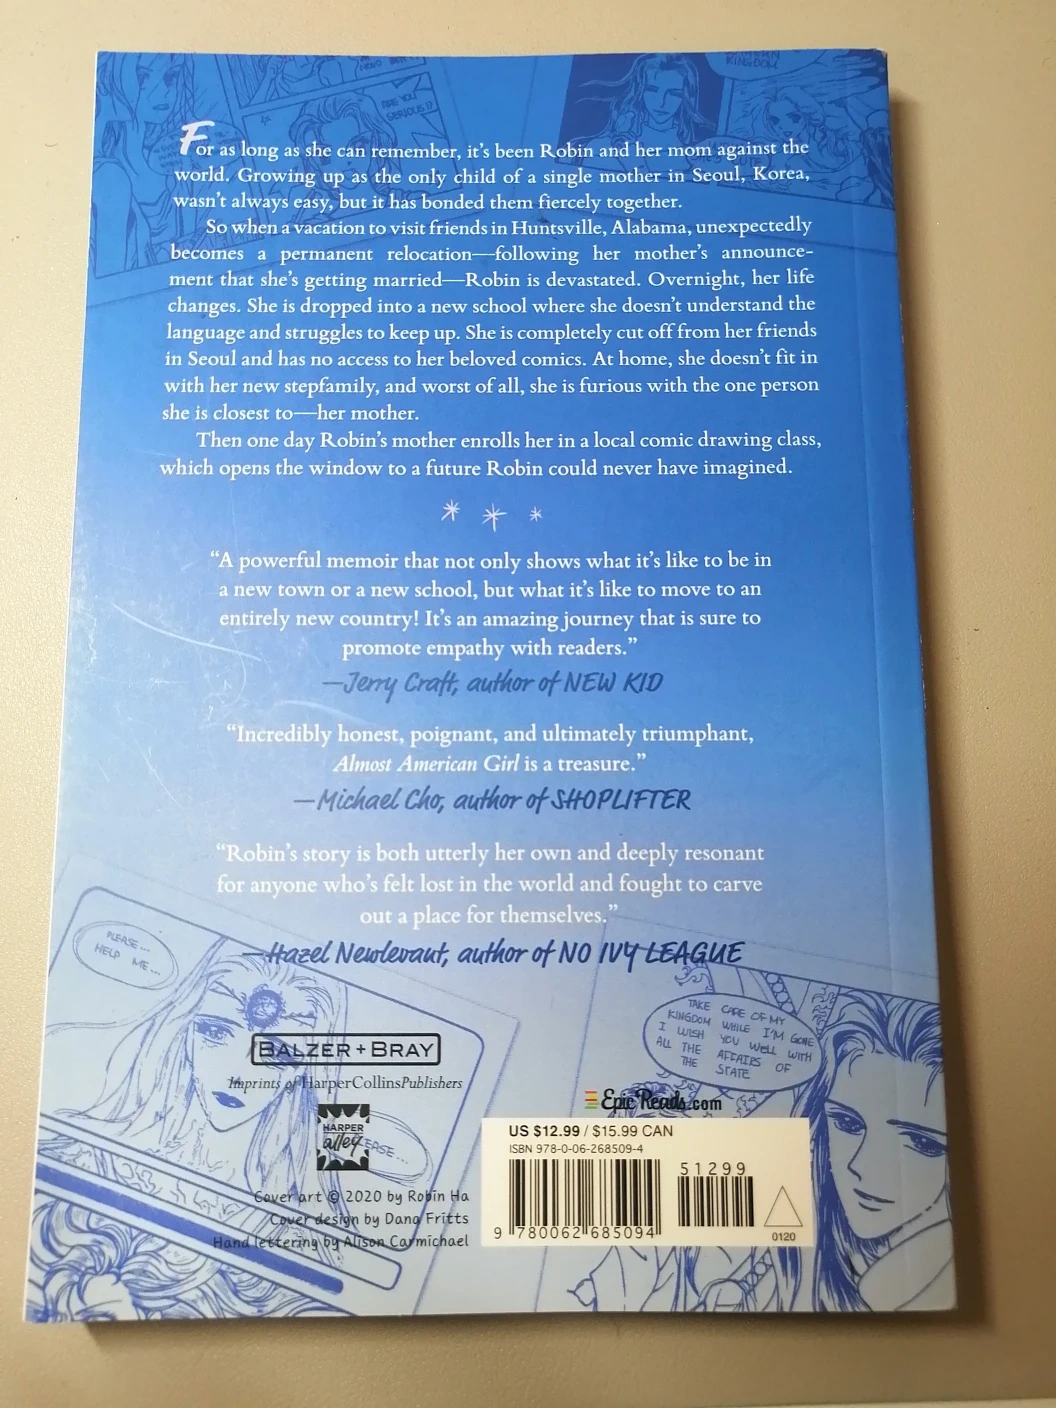 ARE YOU
SERIOUS!?
KINGDOM
For as long as she can remember, it's been Robin and her mom against the
world. Growing up as the only child of a single mother in Seoul, Korea,
wasn't always easy, but it has bonded them fiercely together.
So when a vacation to visit friends in Huntsville, Alabama, unexpectedly
becomes a permanent relocation—following her mother's announce-
ment that she's getting married—Robin is devastated. Overnight, her life
changes. She is dropped into a new school where she doesn't understand the
language and struggles to keep up. She is completely cut off from her friends
in Seoul and has no access to her beloved comics. At home, she doesn't fit in
with her new stepfamily, and worst of all, she is furious with the one person
she is closest to—her mother.
Then one day Robin's mother enrolls her in a local comic drawing class,
which opens the window to a future Robin could never have imagined.
"A powerful memoir that not only shows what it's like to be in
a new town or a new school, but what it's like to move to an
entirely new country! It's an amazing journey that is sure to
promote empathy with readers."
—Jerry Craft, author of NEW KID
"Incredibly honest, poignant, and ultimately triumphant,
Almost American Girl is a treasure."
—Michael Cho, author of SHOPLIFTER
"Robin's story is both utterly her own and deeply resonant
for anyone who's felt lost in the world and fought to carve
out a place for themselves."
—Hazel Newlevant, author of NO IVY LEAGUE
PLEASE...
HELP ME...
TAKE CARE OF MY
KINGDOM WHILE I'M GONE
I WISH YOU WELL WITH
ALL THE AFFAIRS OF
THE STATE
BALZER + BRAY
Imprints of HarperCollinsPublishers
HARPER
alley
EASE...
Cover art © 2020 by Robin Ha
Cover design by Dana Fritts
Hand lettering by Alison Carmichael
EpicReads.com
US $12.99 / $15.99 CAN
ISBN 978-0-06-268509-4
51299
9 780062 685094
0120